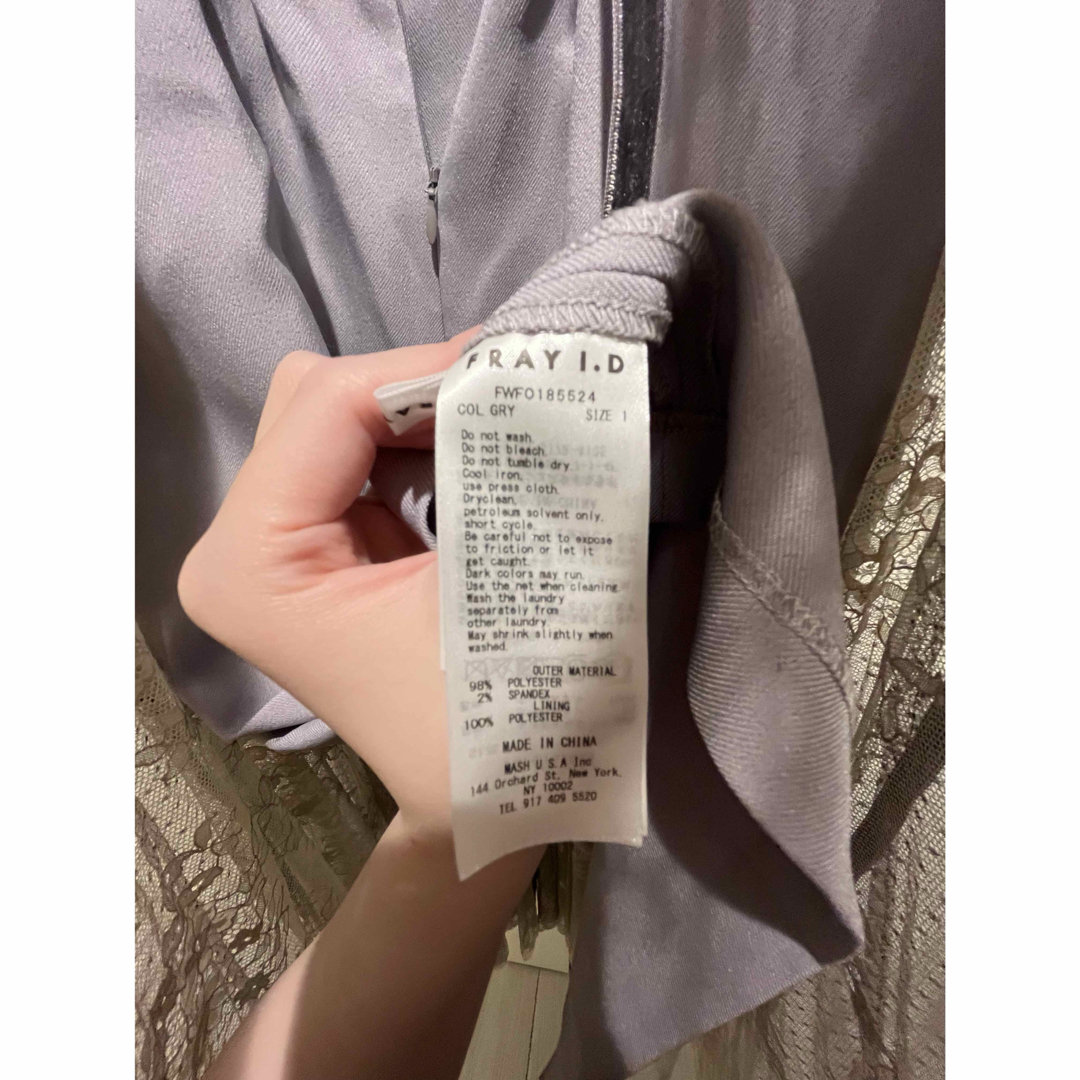 FRAY I.D
FWFO185524
COL GRY SIZE 1
Do not wash.
Do not bleach.
Do not tumble dry.
Cool iron.
use press cloth.
Dryclean.
petroleum solvent only.
short cycle.
Be careful not to expose
to friction or let it
get caught.
Dark colors may run.
Use the net when cleaning.
Wash the laundry
separately from
other laundry.
May shrink slightly when
washed.
OUTER MATERIAL
98% POLYESTER
2% SPANDEX
LINING
100% POLYESTER
MADE IN CHINA
MASH U S A Inc
144 Orchard St. New York,
NY 10002
TEL 917 409 5520